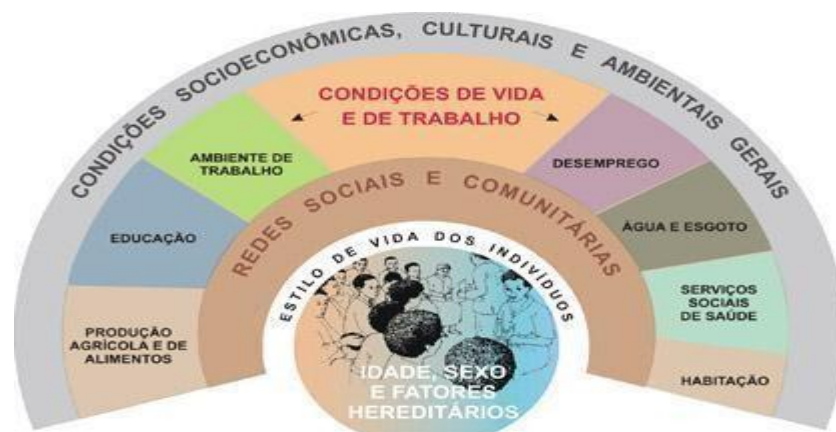 CONDIÇÕES SOCIOECONÔMICAS, CULTURAIS E AMBIENTAIS GERAIS
CONDIÇÕES DE VIDA
E DE TRABALHO
AMBIENTE DE
TRABALHO
DESEMPREGO
EDUCAÇÃO
ÁGUA E ESGOTO
PRODUÇÃO
AGRÍCOLA E DE
ALIMENTOS
SERVIÇOS
SOCIAIS
DE SAÚDE
HABITAÇÃO
REDES SOCIAIS E COMUNITÁRIAS
ESTILO DE VIDA DOS INDIVÍDUOS
IDADE, SEXO
E FATORES
HEREDITÁRIOS